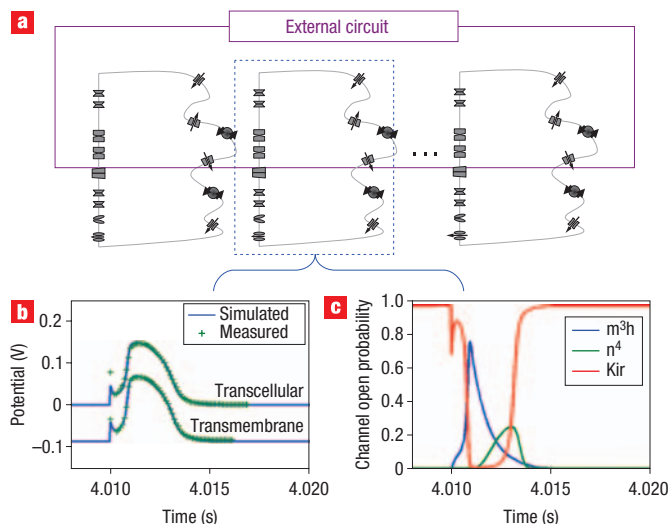 a
External circuit
...
b
0.2
0.1
0
–0.1
Potential (V)
Simulated
Measured
Transcellular
Transmembrane
4.010
4.015
4.020
Time (s)
c
1.0
0.8
0.6
0.4
0.2
0
Channel open probability
m³h
n⁴
Kir
4.010
4.015
4.020
Time (s)